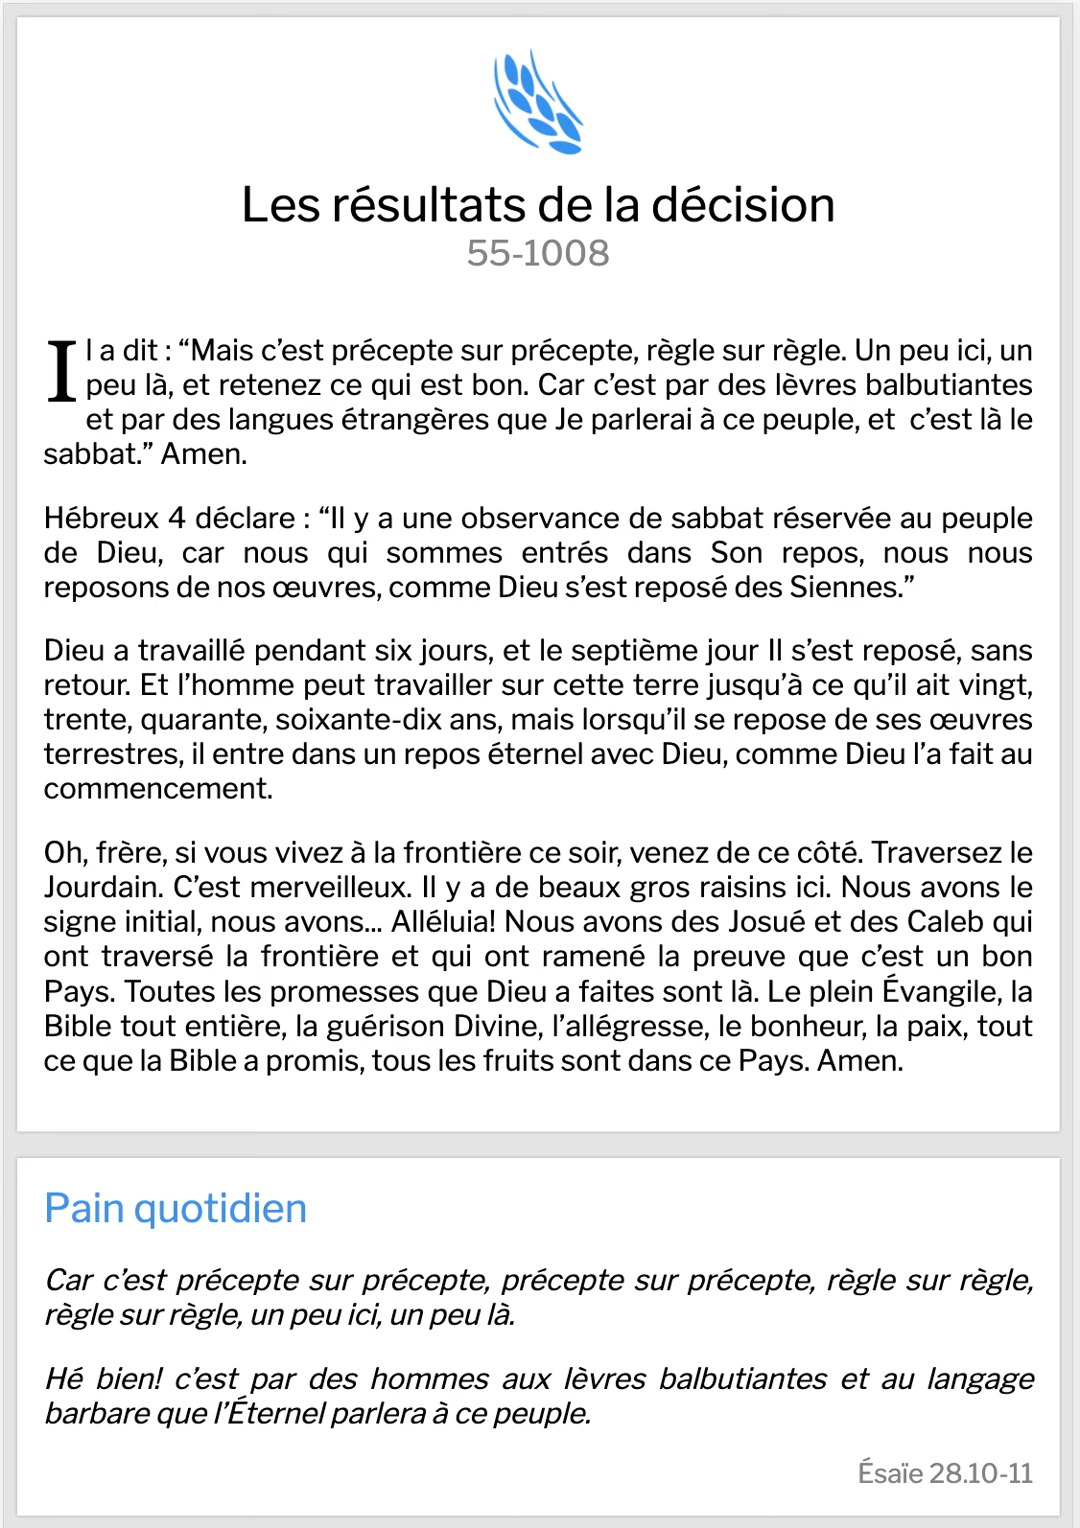 Les résultats de la décision
55-1008
Il a dit : “Mais c’est précepte sur précepte, règle sur règle. Un peu ici, un
peu là, et retenez ce qui est bon. Car c’est par des lèvres balbutiantes
et par des langues étrangères que Je parlerai à ce peuple, et  c’est là le
sabbat.” Amen.
Hébreux 4 déclare : “Il y a une observance de sabbat réservée au peuple
de Dieu, car nous qui sommes entrés dans Son repos, nous nous
reposons de nos œuvres, comme Dieu s’est reposé des Siennes.”
Dieu a travaillé pendant six jours, et le septième jour Il s’est reposé, sans
retour. Et l’homme peut travailler sur cette terre jusqu’à ce qu’il ait vingt,
trente, quarante, soixante-dix ans, mais lorsqu’il se repose de ses œuvres
terrestres, il entre dans un repos éternel avec Dieu, comme Dieu l’a fait au
commencement.
Oh, frère, si vous vivez à la frontière ce soir, venez de ce côté. Traversez le
Jourdain. C’est merveilleux. Il y a de beaux gros raisins ici. Nous avons le
signe initial, nous avons... Alléluia! Nous avons des Josué et des Caleb qui
ont traversé la frontière et qui ont ramené la preuve que c’est un bon
Pays. Toutes les promesses que Dieu a faites sont là. Le plein Évangile, la
Bible tout entière, la guérison Divine, l’allégresse, le bonheur, la paix, tout
ce que la Bible a promis, tous les fruits sont dans ce Pays. Amen.
Pain quotidien
Car c’est précepte sur précepte, précepte sur précepte, règle sur règle,
règle sur règle, un peu ici, un peu là.
Hé bien! c’est par des hommes aux lèvres balbutiantes et au langage
barbare que l’Éternel parlera à ce peuple.
Ésaïe 28.10-11